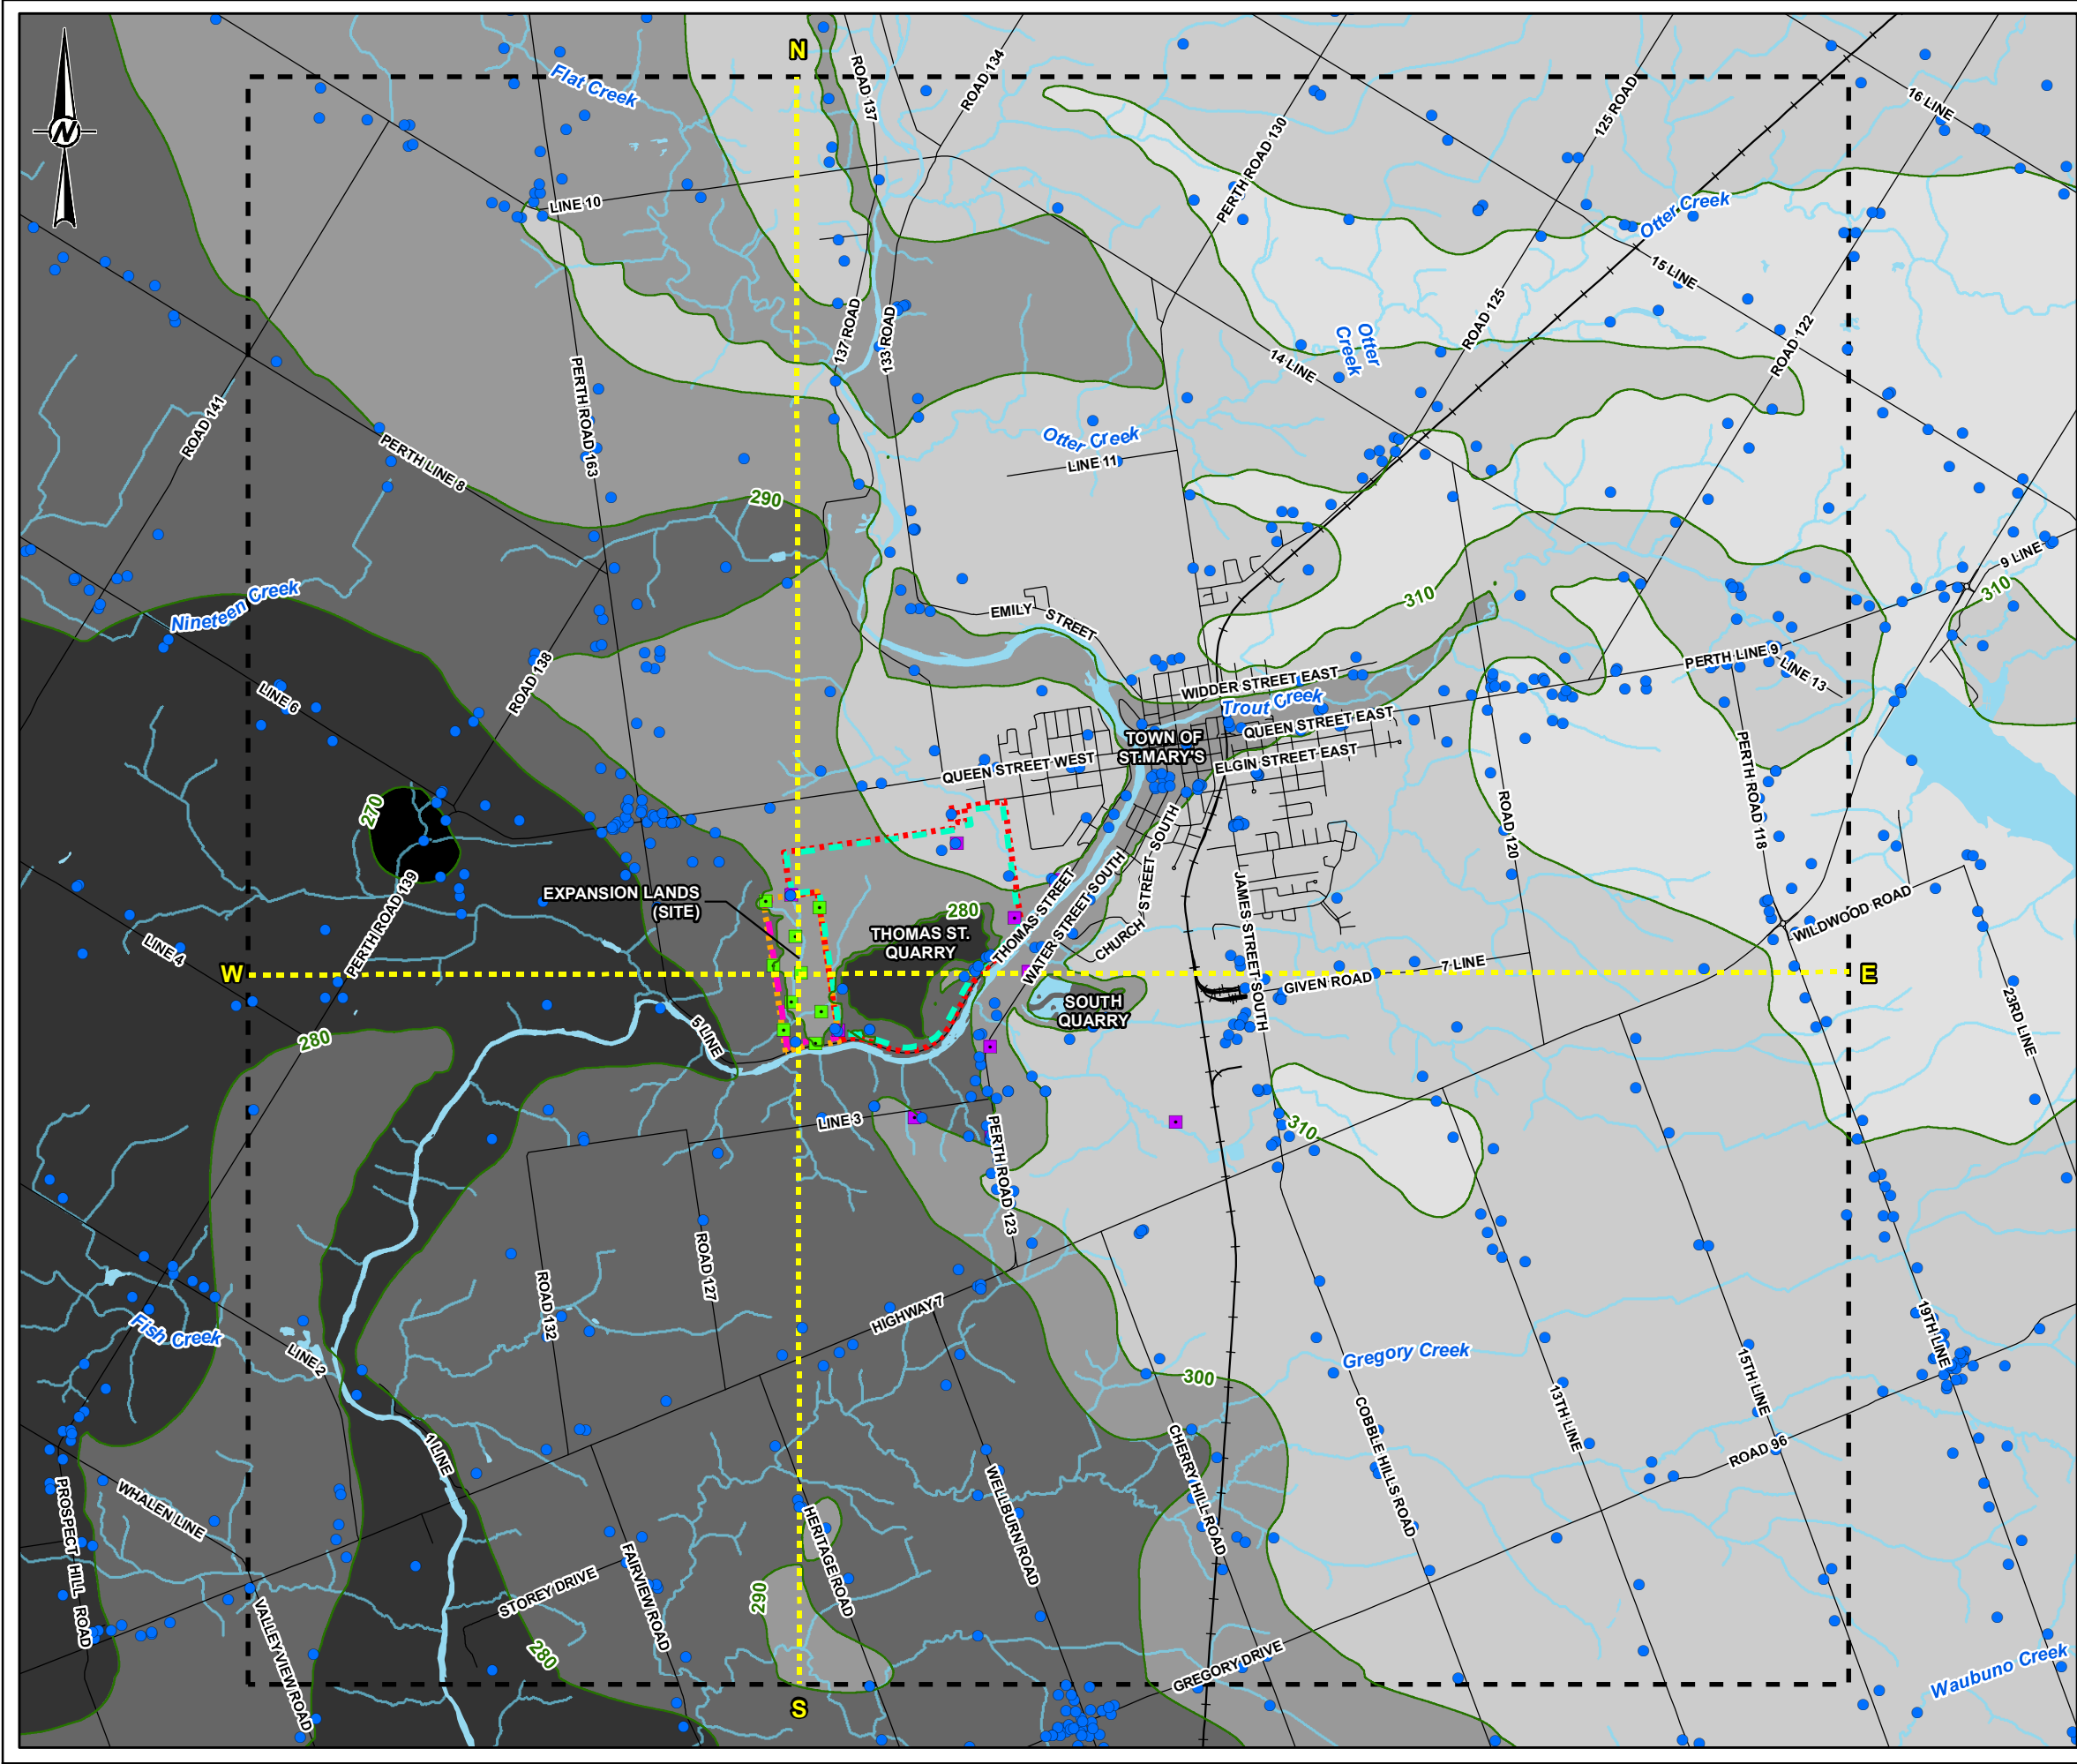 N
ROAD 137
ROAD 134
Flat Creek
125 ROAD
16 LINE
N
PERTH ROAD 130
LINE 10
Otter Creek
15 LINE
137 ROAD
133 ROAD
ROAD 125
ROAD 122
Otter
Creek
14 LINE
PERTH ROAD 163
ROAD 141
PERTH LINE 8
Otter Creek
LINE 11
290
9 LINE
310
310
Nineteen Creek
EMILY STREET
LINE 6
ROAD 138
WIDDER STREET EAST
PERTH LINE 9
LINE 13
Trout Creek
QUEEN STREET EAST
TOWN OF
ST.MARY'S
ELGIN STREET EAST
QUEEN STREET WEST
PERTH ROAD 118
ROAD 120
270
EXPANSION LANDS
(SITE)
280
THOMAS ST.
QUARRY
THOMAS STREET
WATER STREET SOUTH
CHURCH STREET SOUTH
JAMES STREET SOUTH
WILDWOOD ROAD
LINE 4
PERTH ROAD 139
W
E
7 LINE
GIVEN ROAD
SOUTH
QUARRY
23RD LINE
5 LINE
280
LINE 3
310
PERTH ROAD 123
ROAD 127
ROAD 132
HIGHWAY 7
Fish Creek
LINE 2
Gregory Creek
19TH LINE
300
15TH LINE
13TH LINE
COBBLE HILLS ROAD
CHERRY HILL ROAD
ROAD 96
1 LINE
WELLBURN ROAD
WHALEN LINE
PROSPECT HILL ROAD
HERITAGE ROAD
FAIRVIEW ROAD
STOREY DRIVE
290
VALLEYVIEW ROAD
280
GREGORY DRIVE
Waubuno Creek
S